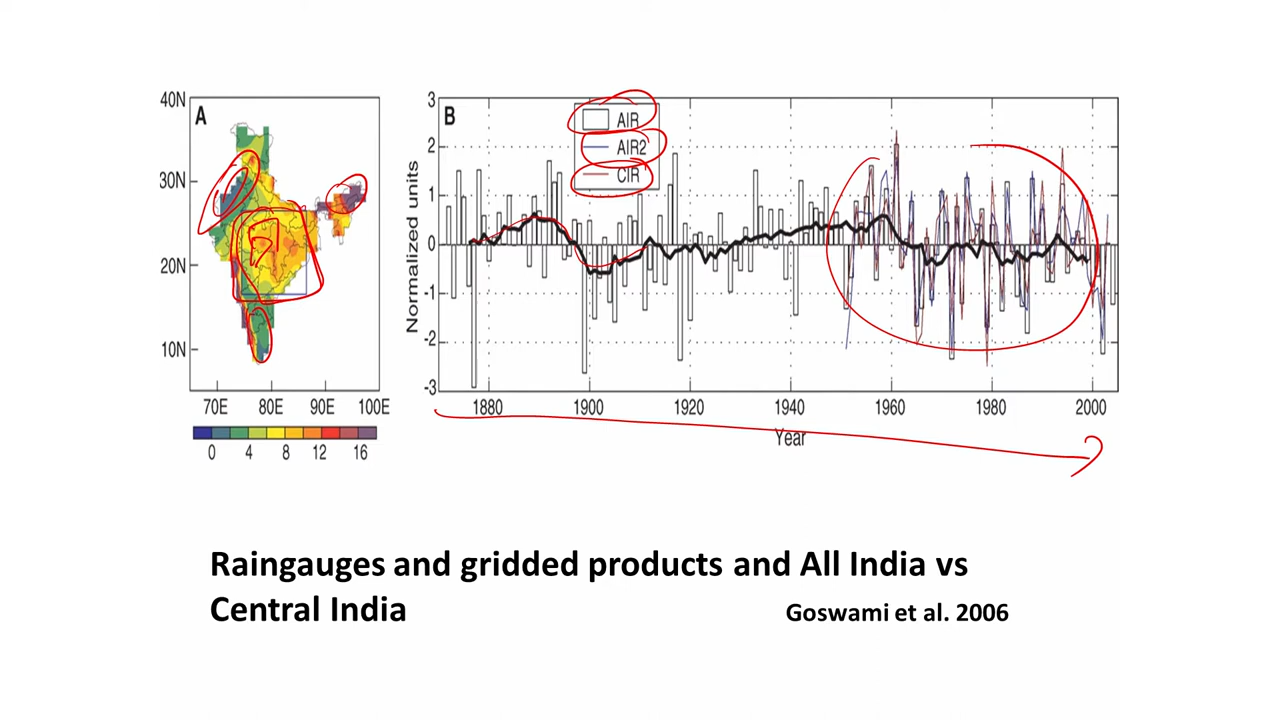 A
40N
30N
20N
10N
70E 80E 90E 100E
0 4 8 12 16
B
AIR
AIR2
CIR
Normalized units
3
2
1
0
-1
-2
-3
1880 1900 1920 1940 1960 1980 2000
Year
Raingauges and gridded products and All India vs
Central India
Goswami et al. 2006